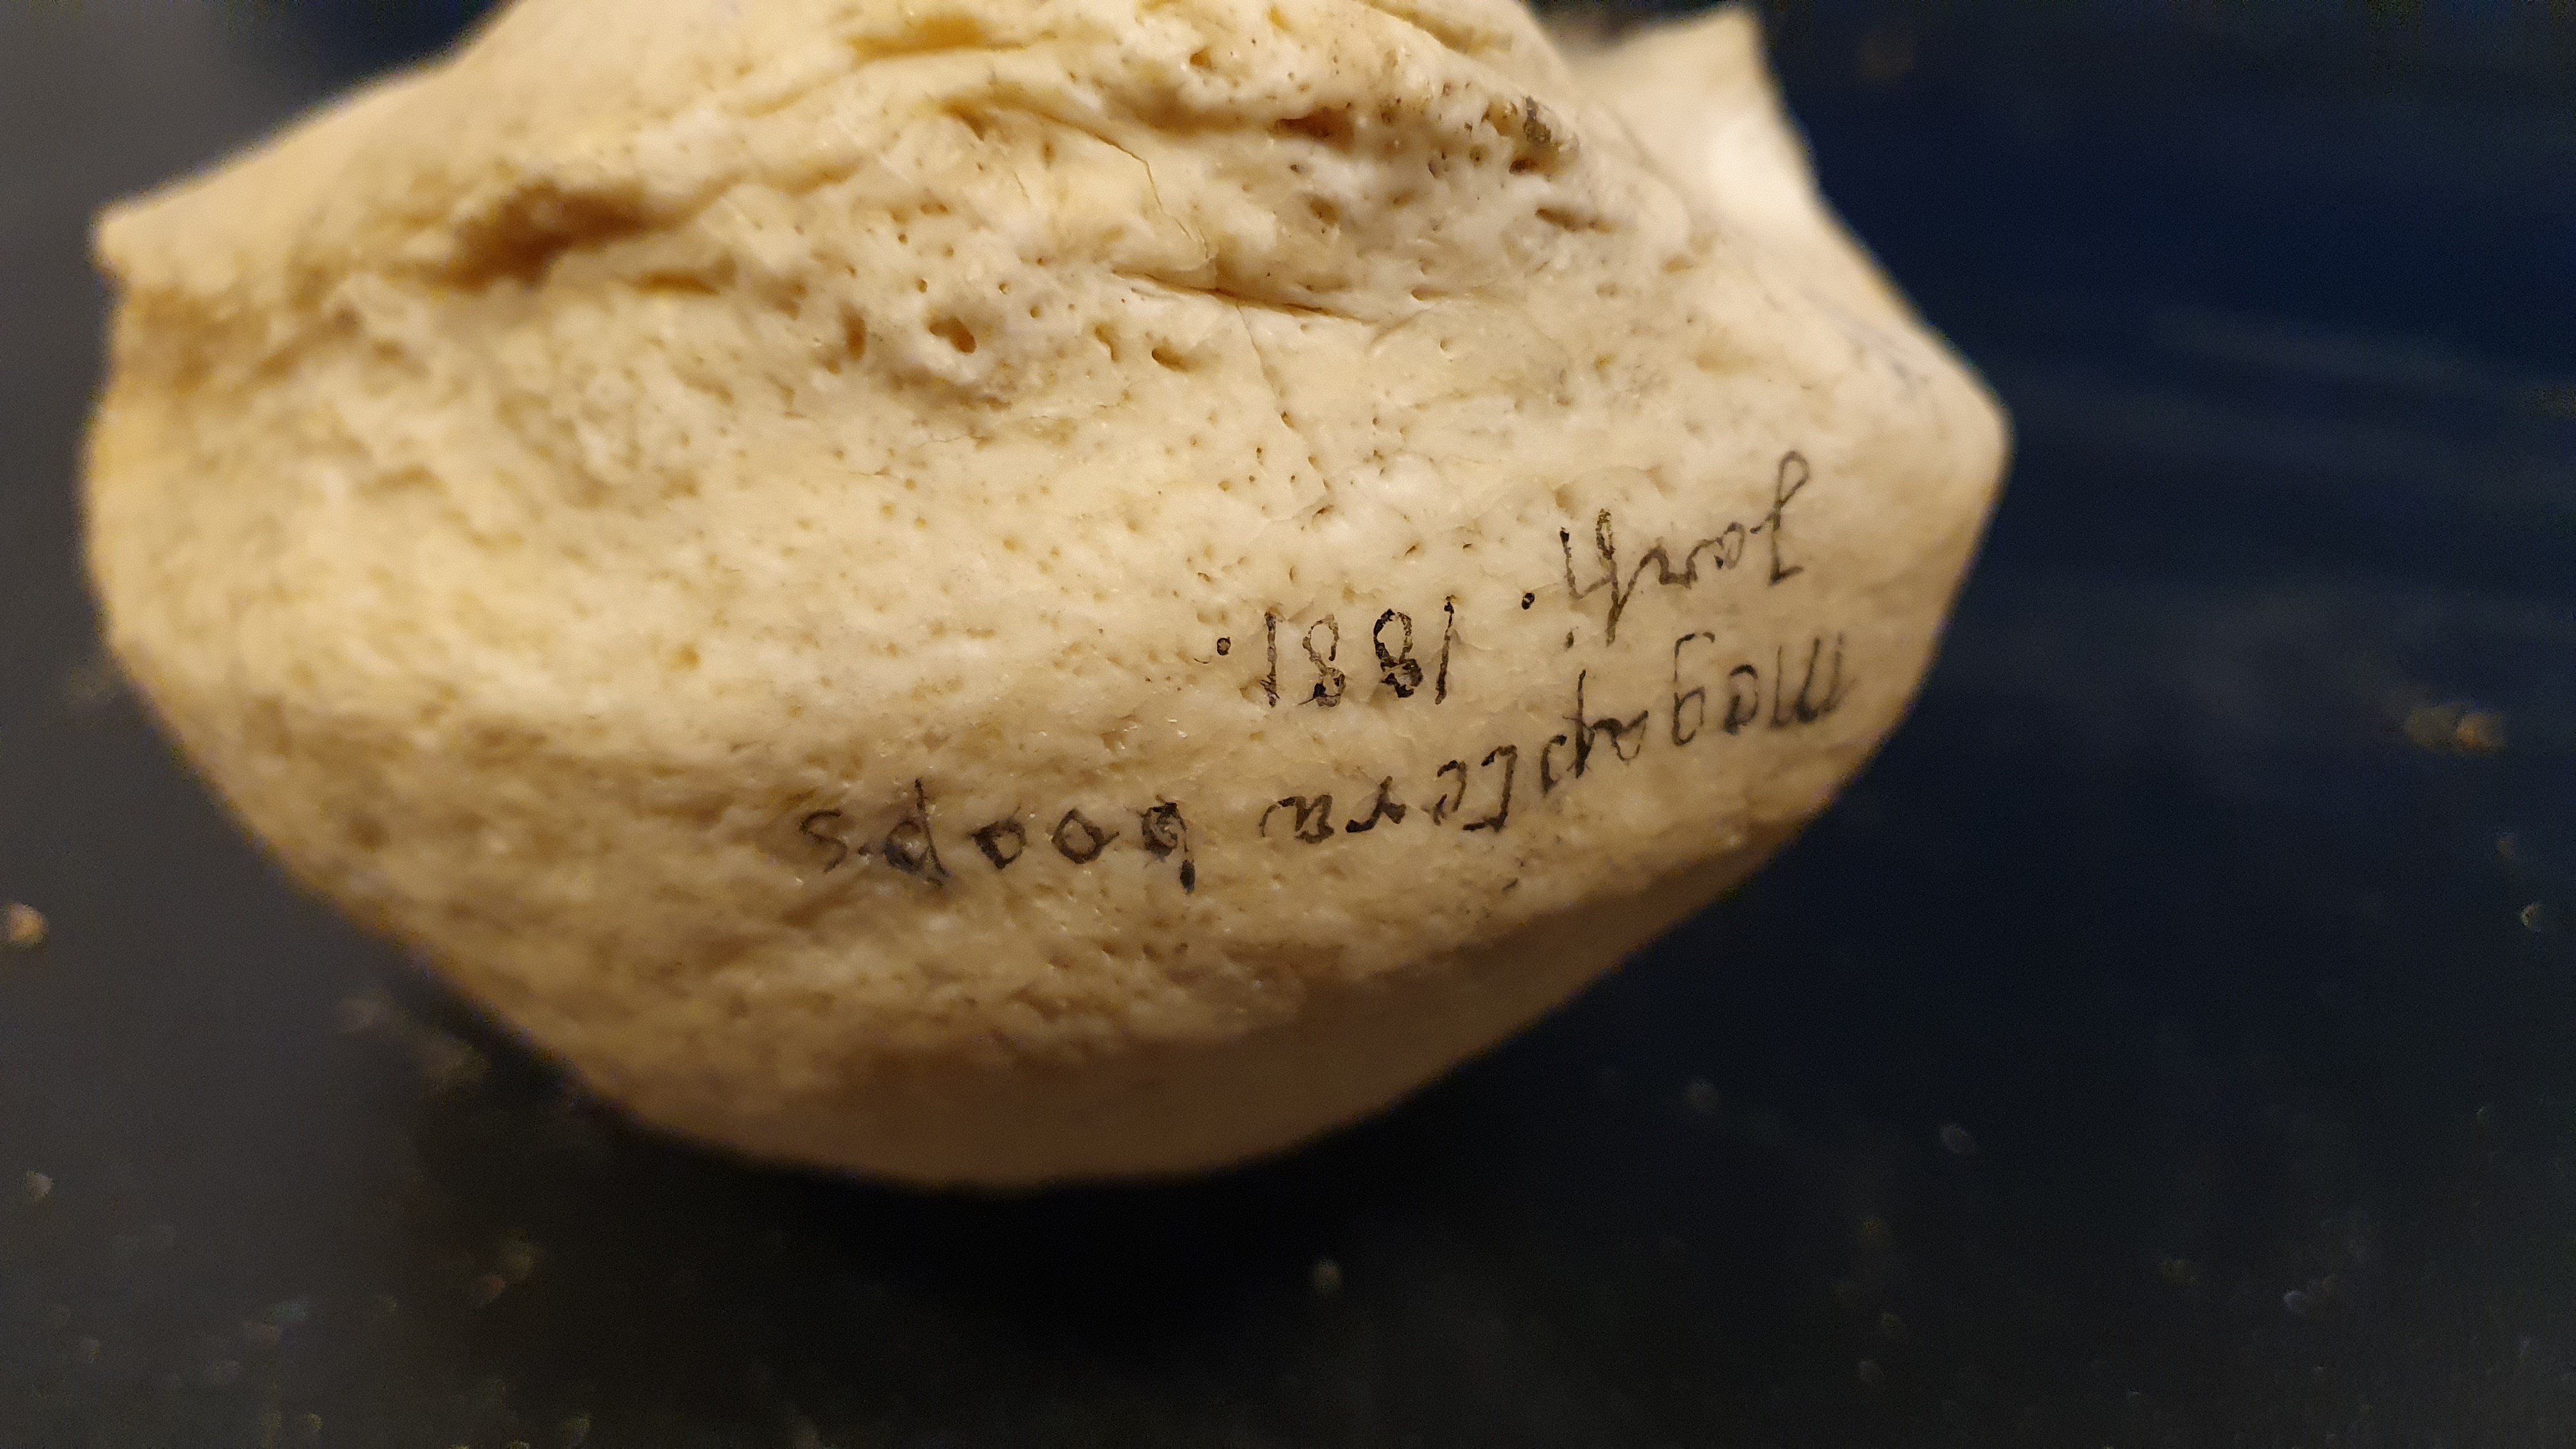 Megaptera boops
Jarfj. 1881.